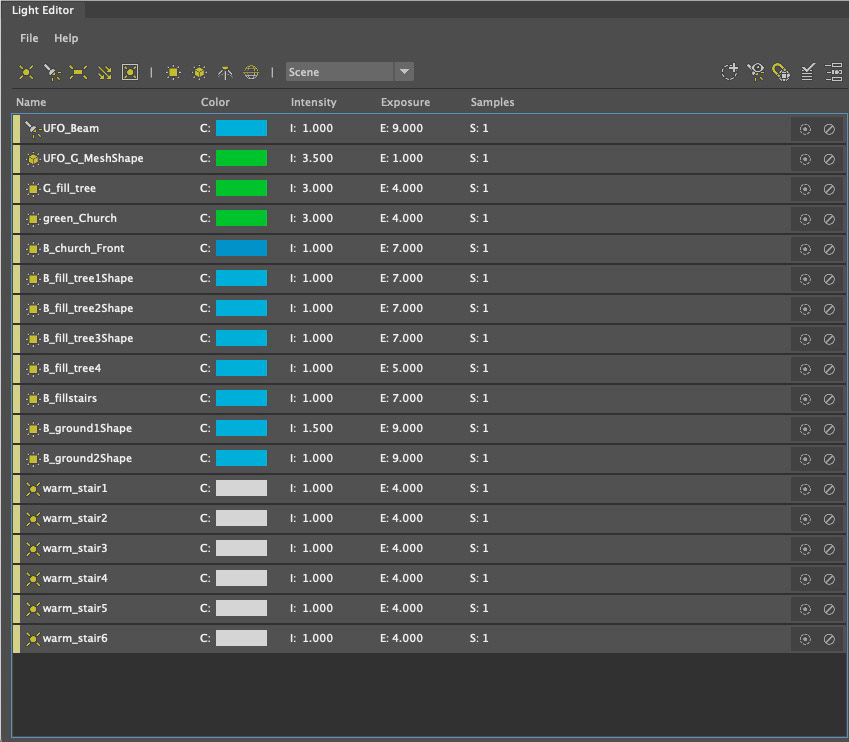 Light Editor
File Help
Scene
Name Color Intensity Exposure Samples
UFO_Beam C: I: 1.000 E: 9.000 S: 1
UFO_G_MeshShape C: I: 3.500 E: 1.000 S: 1
G_fill_tree C: I: 3.000 E: 4.000 S: 1
green_Church C: I: 3.000 E: 4.000 S: 1
B_church_Front C: I: 1.000 E: 7.000 S: 1
B_fill_tree1Shape C: I: 1.000 E: 7.000 S: 1
B_fill_tree2Shape C: I: 1.000 E: 7.000 S: 1
B_fill_tree3Shape C: I: 1.000 E: 7.000 S: 1
B_fill_tree4 C: I: 1.000 E: 5.000 S: 1
B_fillstairs C: I: 1.000 E: 7.000 S: 1
B_ground1Shape C: I: 1.500 E: 9.000 S: 1
B_ground2Shape C: I: 1.000 E: 9.000 S: 1
warm_stair1 C: I: 1.000 E: 4.000 S: 1
warm_stair2 C: I: 1.000 E: 4.000 S: 1
warm_stair3 C: I: 1.000 E: 4.000 S: 1
warm_stair4 C: I: 1.000 E: 4.000 S: 1
warm_stair5 C: I: 1.000 E: 4.000 S: 1
warm_stair6 C: I: 1.000 E: 4.000 S: 1